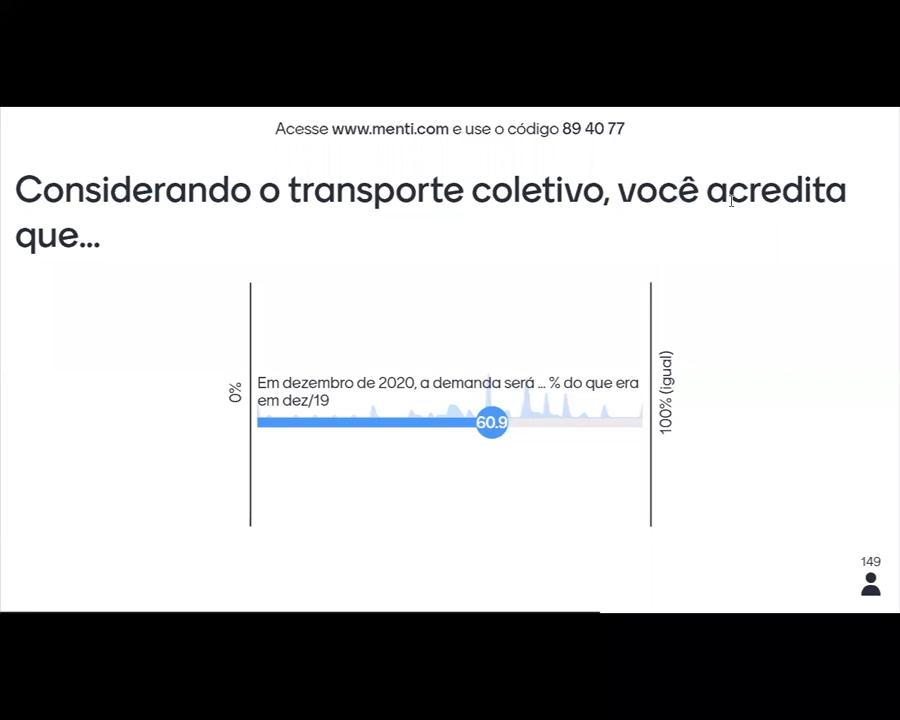 Acesse www.menti.com e use o código 89 40 77
Considerando o transporte coletivo, você acredita
que...
0%
Em dezembro de 2020, a demanda será ... % do que era
em dez/19
60.9
100% (igual)
149